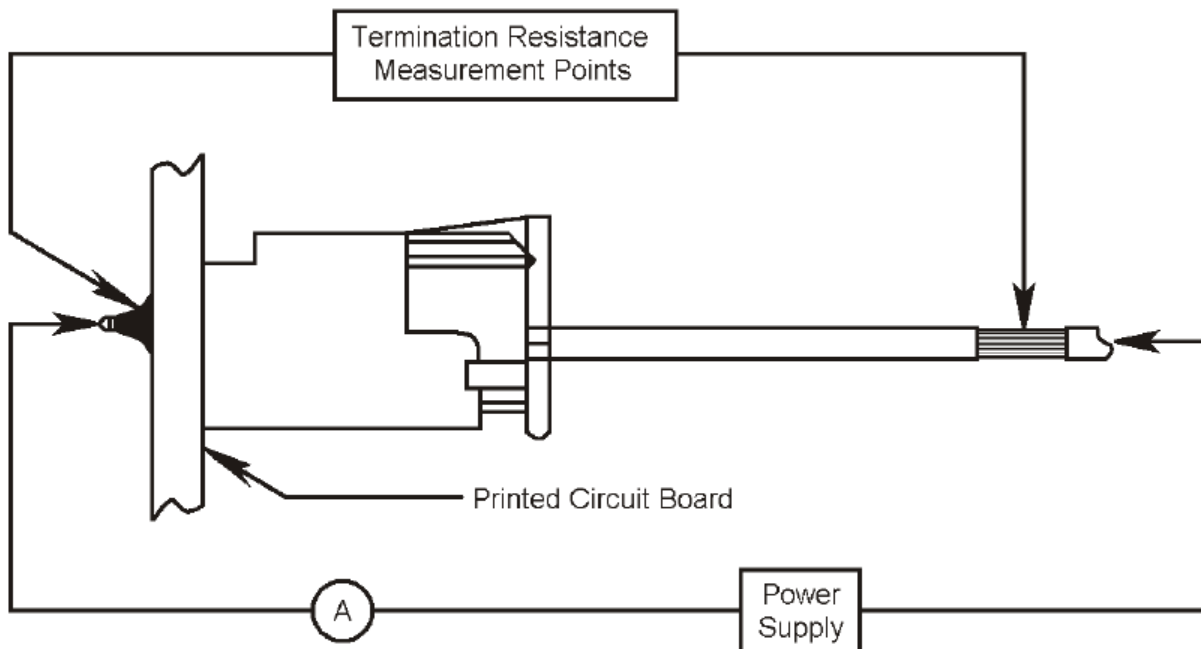 Termination Resistance
Measurement Points
Printed Circuit Board
A
Power
Supply